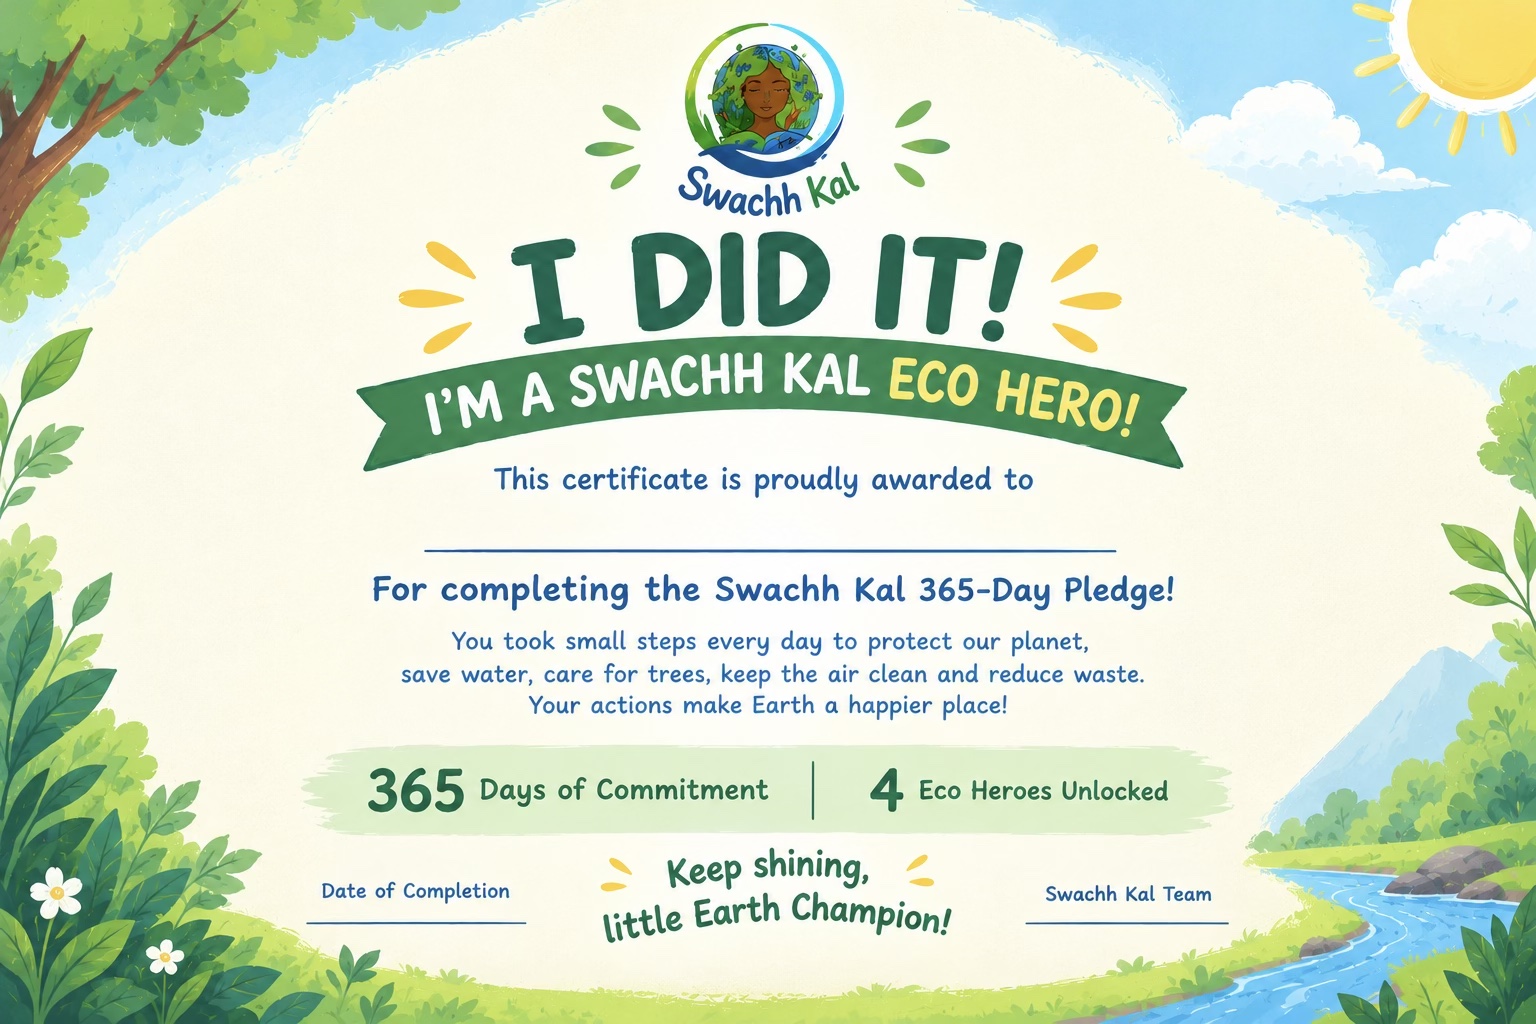 Swachh Kal
I DID IT!
I'M A SWACHH KAL ECO HERO!
This certificate is proudly awarded to
For completing the Swachh Kal 365-Day Pledge!
You took small steps every day to protect our planet,
save water, care for trees, keep the air clean and reduce waste.
Your actions make Earth a happier place!
365 Days of Commitment
4 Eco Heroes Unlocked
Keep shining,
little Earth Champion!
Date of Completion
Swachh Kal Team